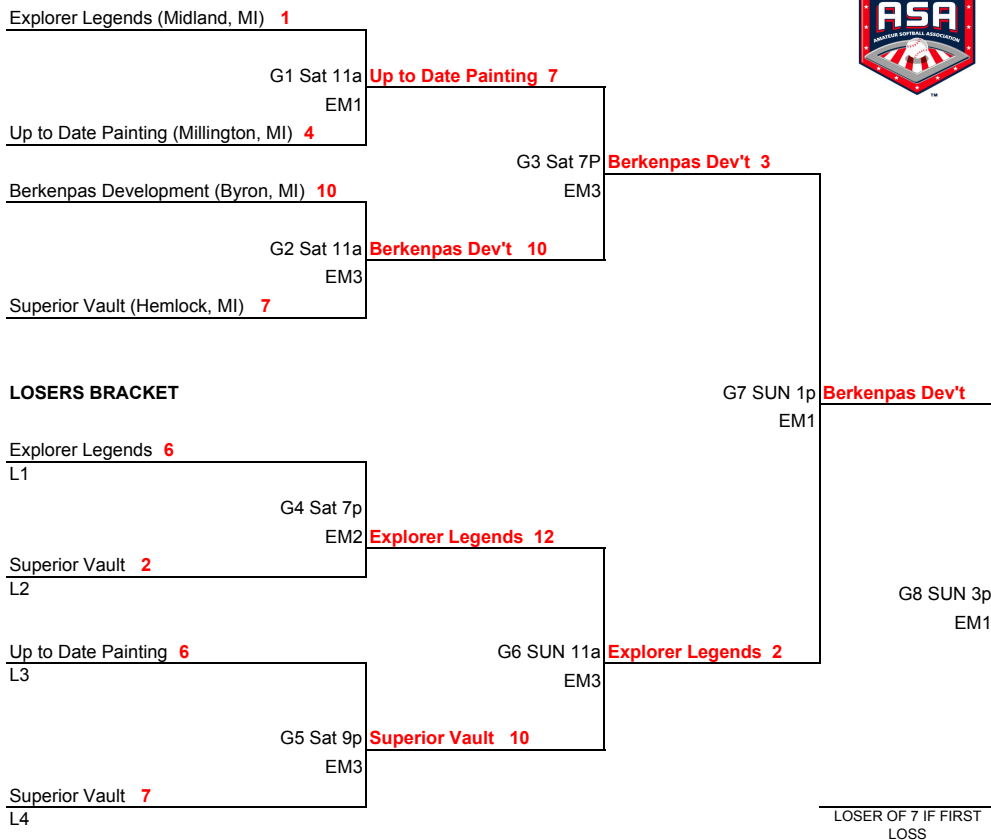 Explorer Legends (Midland, MI) 1
ASA
AMATEUR SOFTBALL ASSOCIATION
TM
G1 Sat 11a Up to Date Painting 7
EM1
Up to Date Painting (Millington, MI) 4
G3 Sat 7P Berkenpas Dev't 3
Berkenpas Development (Byron, MI) 10
EM3
G2 Sat 11a Berkenpas Dev't 10
EM3
Superior Vault (Hemlock, MI) 7
LOSERS BRACKET
G7 SUN 1p Berkenpas Dev't
EM1
Explorer Legends 6
L1
G4 Sat 7p
EM2 Explorer Legends 12
Superior Vault 2
L2
G8 SUN 3p
EM1
Up to Date Painting 6
G6 SUN 11a Explorer Legends 2
L3
EM3
G5 Sat 9p Superior Vault 10
EM3
Superior Vault 7
L4
LOSER OF 7 IF FIRST
LOSS